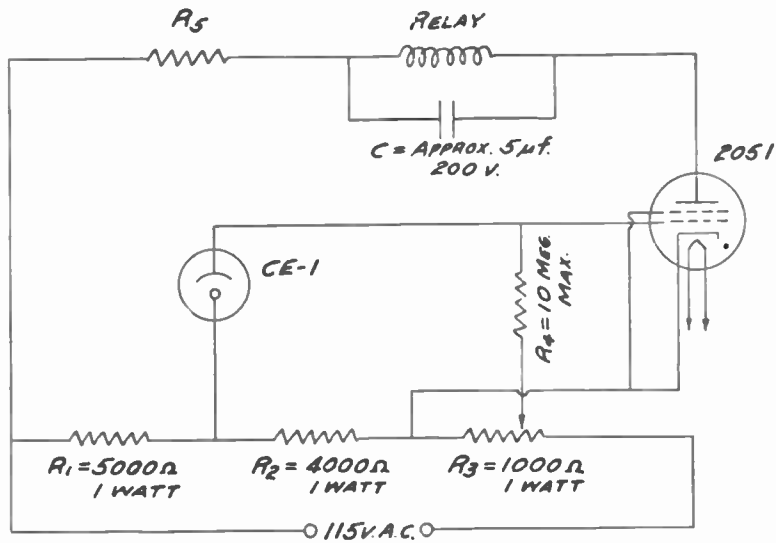 R5
RELAY
C = APPROX. 5 µf.
200 V.
2051
CE-1
R4 = 10 MEG.
MAX.
R1 = 5000Ω
1 WATT
R2 = 4000Ω
1 WATT
R3 = 1000Ω
1 WATT
115 V. A.C.